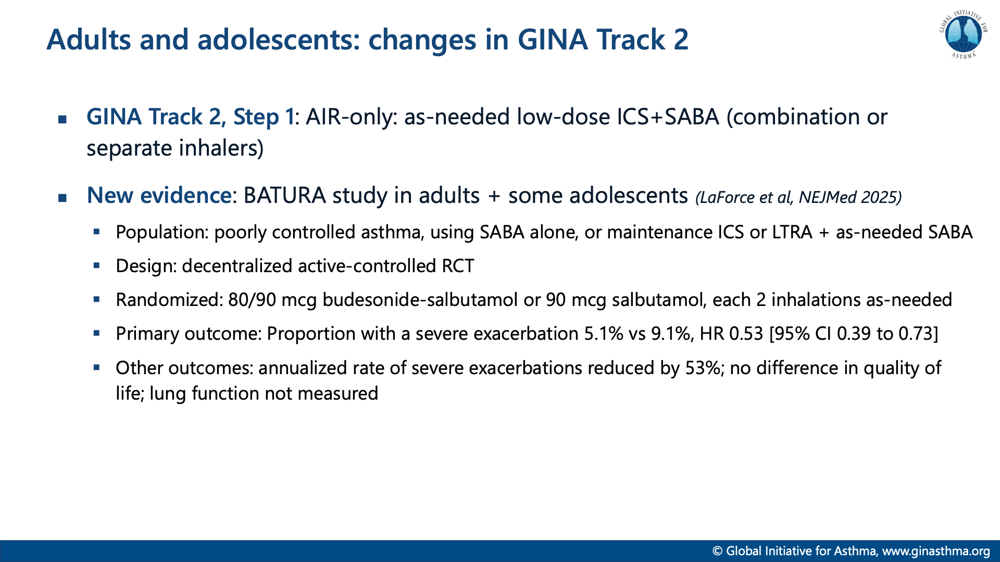 Adults and adolescents: changes in GINA Track 2
GLOBAL INITIATIVE FOR
ASTHMA
▪ GINA Track 2, Step 1: AIR-only: as-needed low-dose ICS+SABA (combination or
separate inhalers)
▪ New evidence: BATURA study in adults + some adolescents (LaForce et al, NEJMed 2025)
▪ Population: poorly controlled asthma, using SABA alone, or maintenance ICS or LTRA + as-needed SABA
▪ Design: decentralized active-controlled RCT
▪ Randomized: 80/90 mcg budesonide-salbutamol or 90 mcg salbutamol, each 2 inhalations as-needed
▪ Primary outcome: Proportion with a severe exacerbation 5.1% vs 9.1%, HR 0.53 [95% CI 0.39 to 0.73]
▪ Other outcomes: annualized rate of severe exacerbations reduced by 53%; no difference in quality of
life; lung function not measured
© Global Initiative for Asthma, www.ginasthma.org